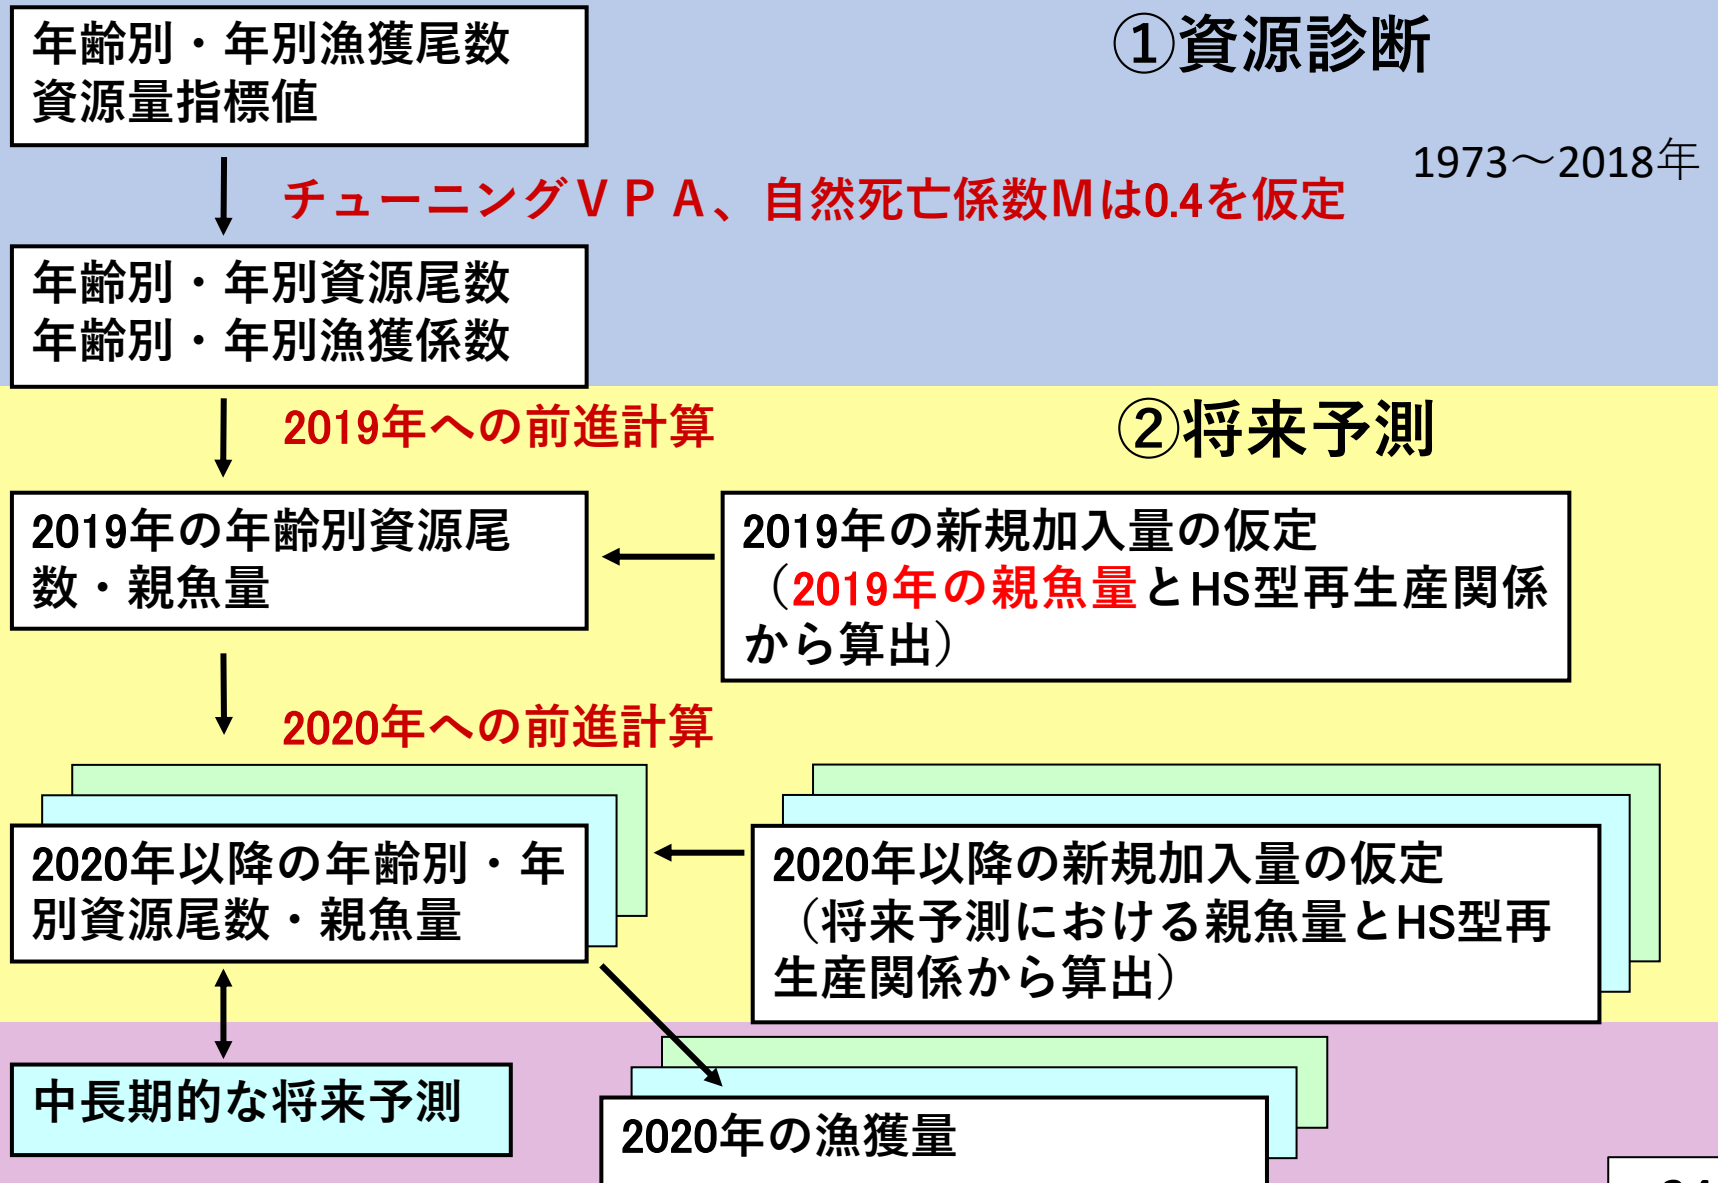 年齢別・年別漁獲尾数
資源量指標値
①資源診断
1973～2018年
チューニングＶＰＡ、自然死亡係数Mは0.4を仮定
年齢別・年別資源尾数
年齢別・年別漁獲係数
2019年への前進計算
②将来予測
2019年の年齢別資源尾
数・親魚量
2019年の新規加入量の仮定
（2019年の親魚量とHS型再生産関係
から算出）
2020年への前進計算
2020年以降の年齢別・年
別資源尾数・親魚量
2020年以降の新規加入量の仮定
（将来予測における親魚量とHS型再
生産関係から算出）
中長期的な将来予測
2020年の漁獲量